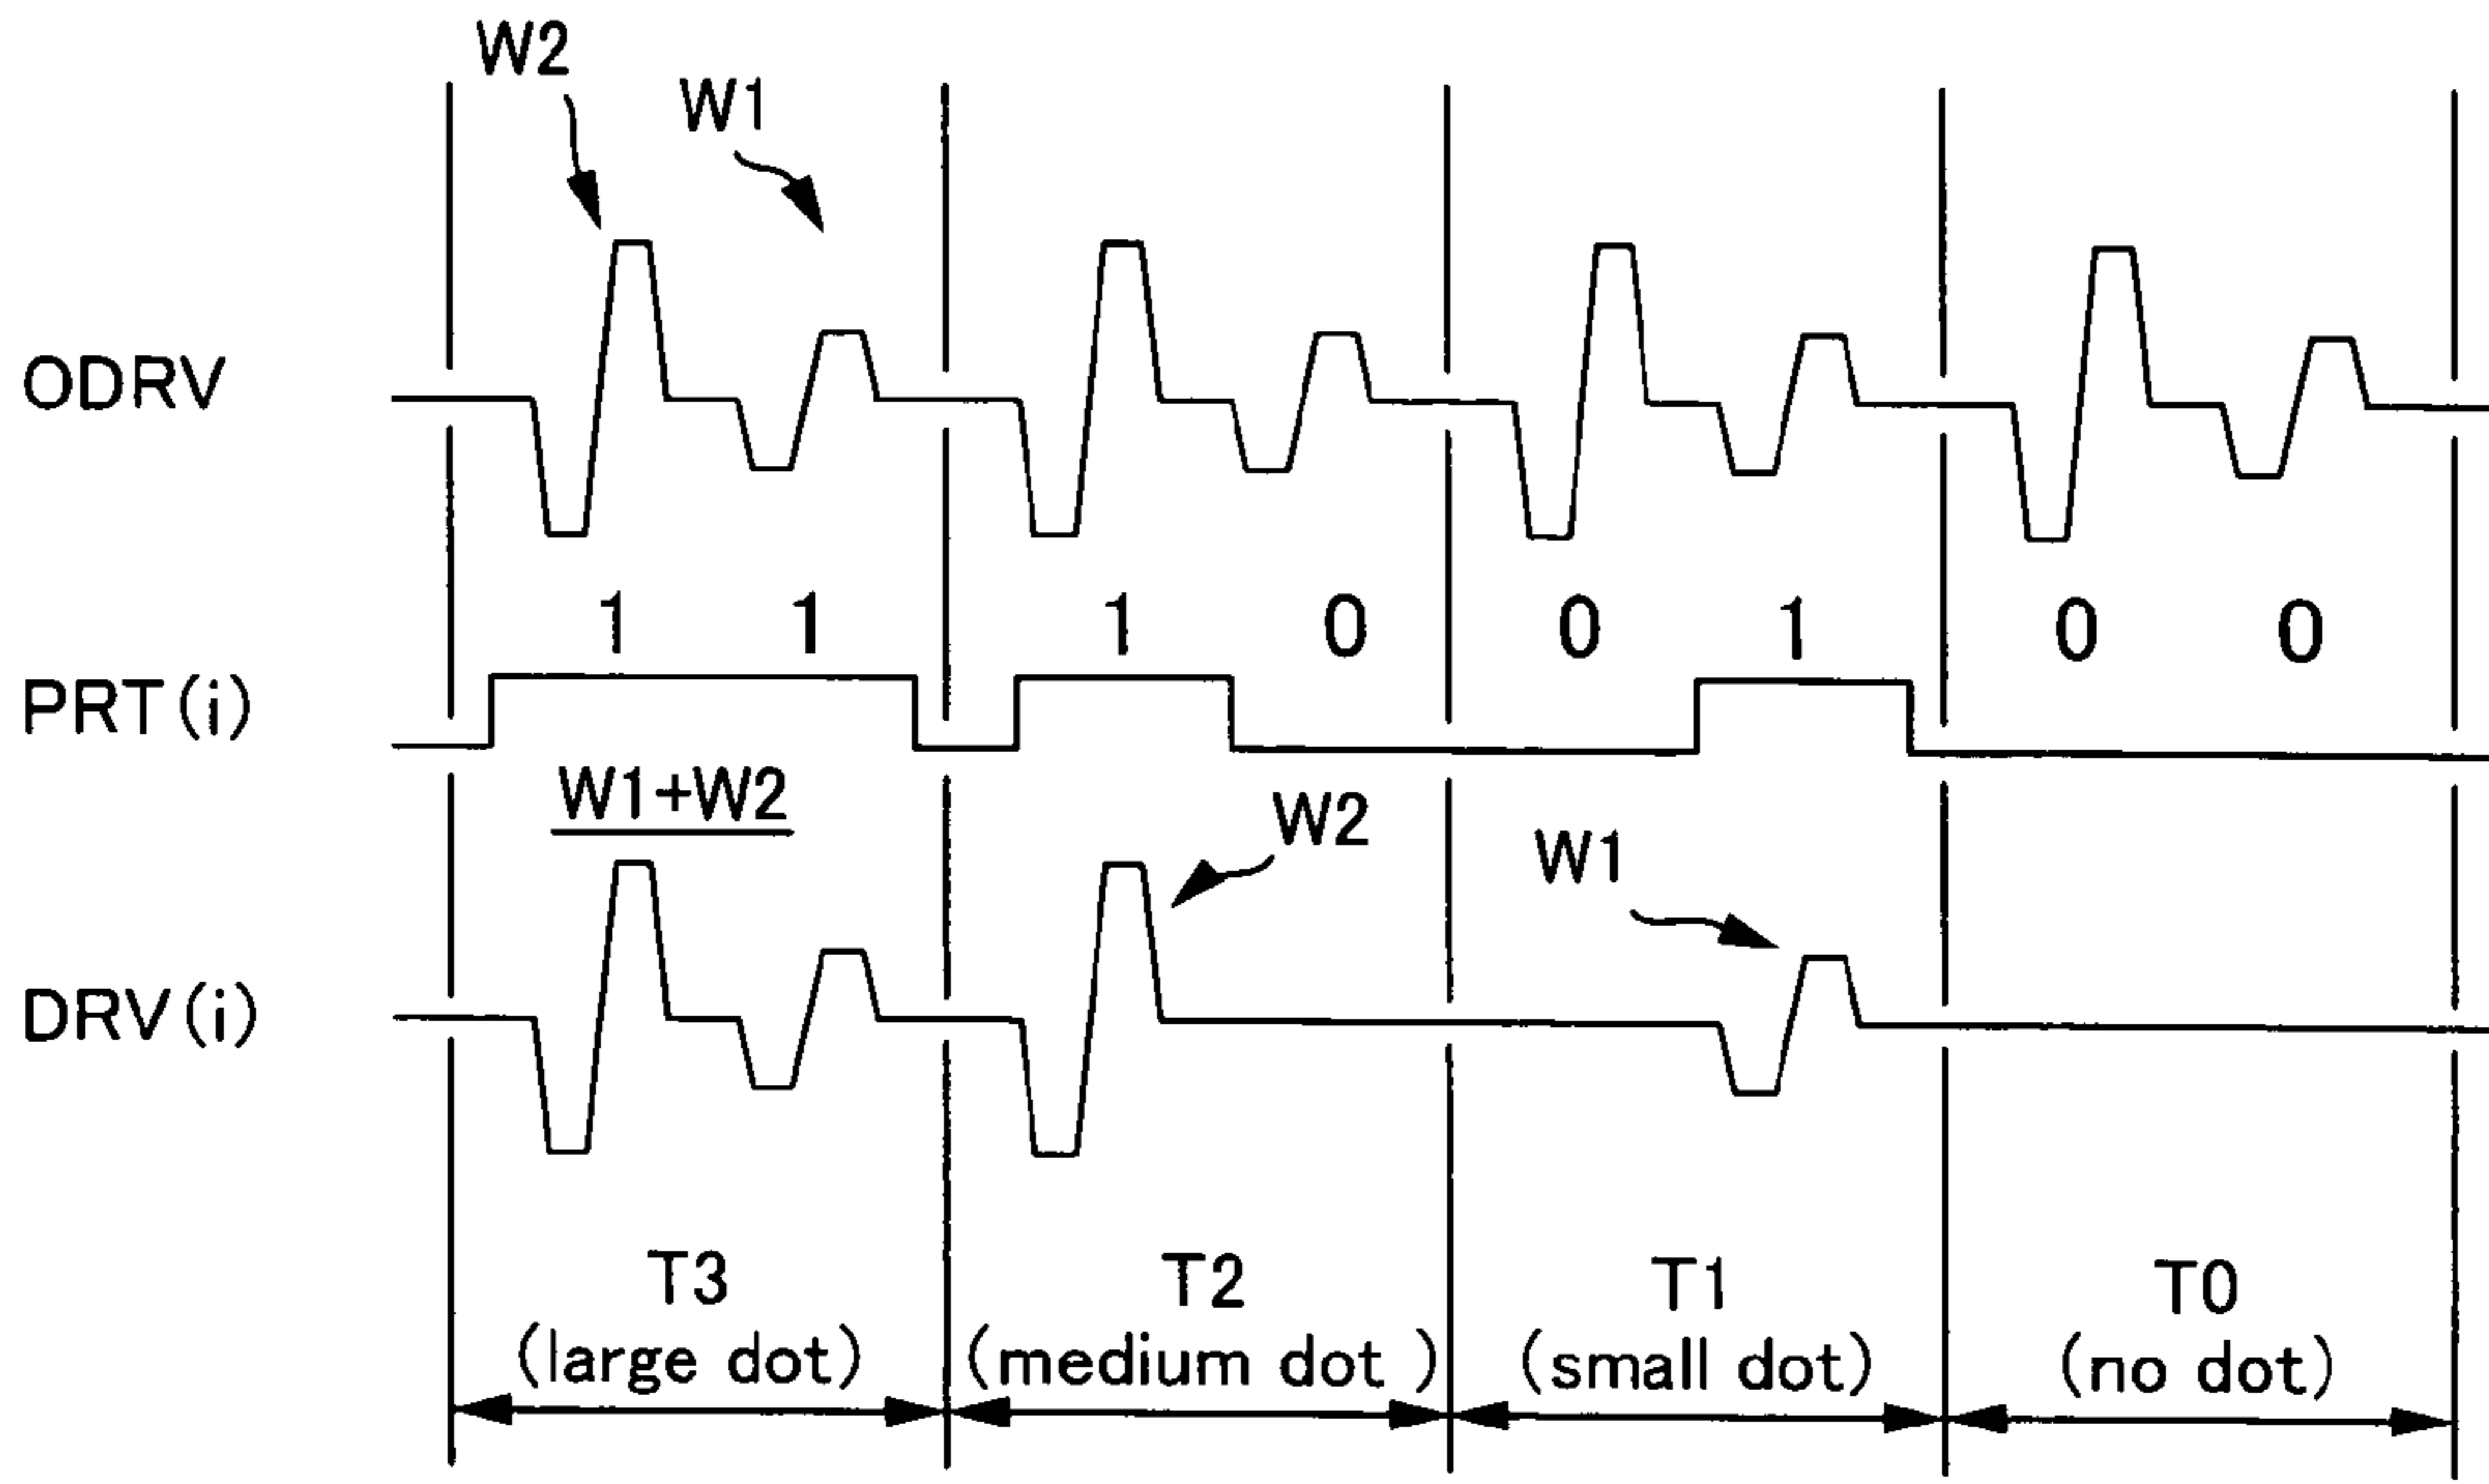 W2
W1
ODRV
1 1 1 0 0 1 0 0
PRT(i)
W1+W2
W2
W1
DRV(i)
T3 T2 T1 T0
(large dot) (medium dot ) (small dot) (no dot)